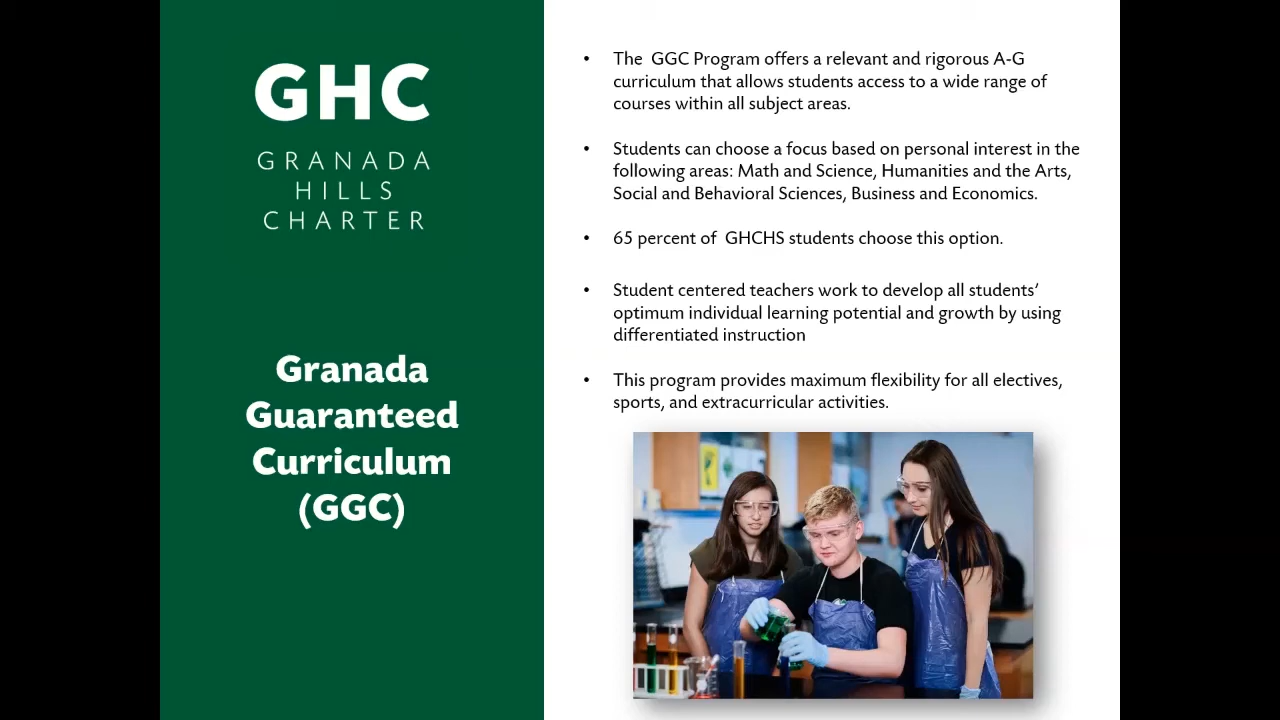 GHC
GRANADA
HILLS
CHARTER
Granada
Guaranteed
Curriculum
(GGC)
• The GGC Program offers a relevant and rigorous A-G
curriculum that allows students access to a wide range of
courses within all subject areas.
• Students can choose a focus based on personal interest in the
following areas: Math and Science, Humanities and the Arts,
Social and Behavioral Sciences, Business and Economics.
• 65 percent of GHCHS students choose this option.
• Student centered teachers work to develop all students’
optimum individual learning potential and growth by using
differentiated instruction
• This program provides maximum flexibility for all electives,
sports, and extracurricular activities.